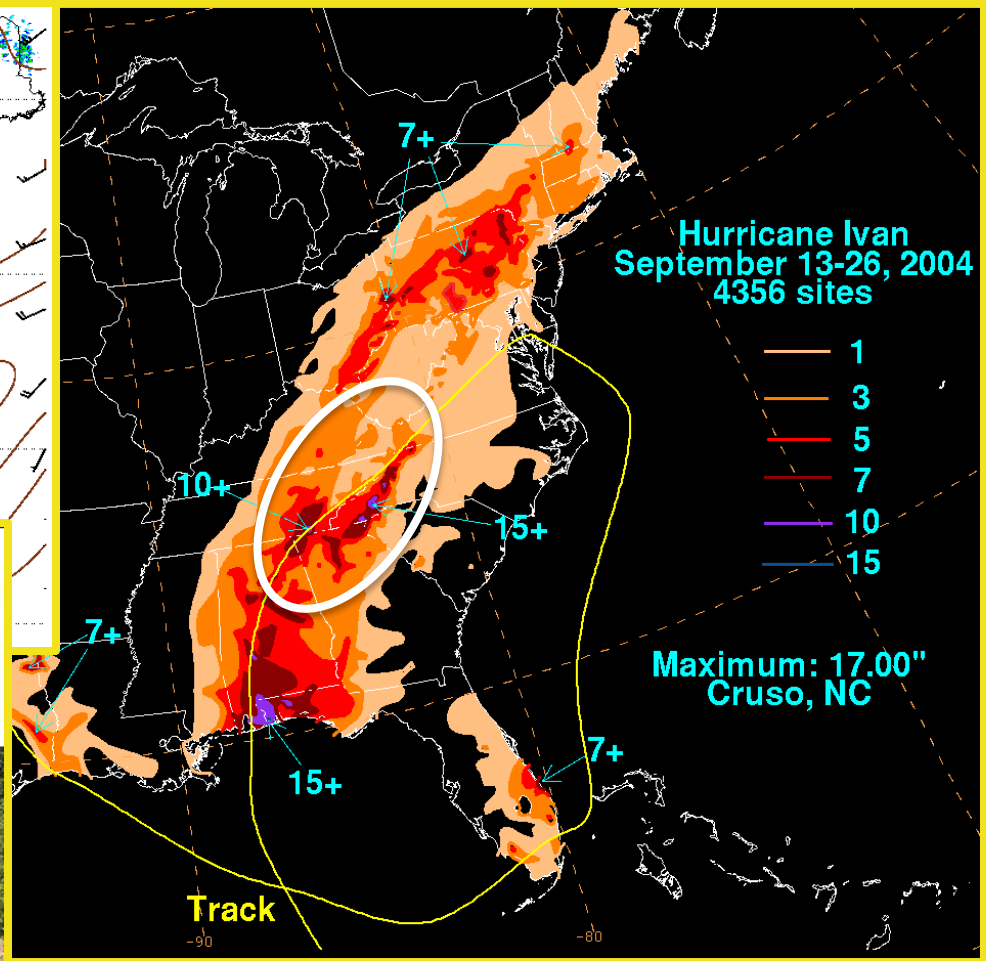 7+
Hurricane Ivan
September 13-26, 2004
4356 sites
1
3
5
7
10
15
10+
15+
7+
Maximum: 17.00"
Cruso, NC
7+
15+
Track
-90
-80